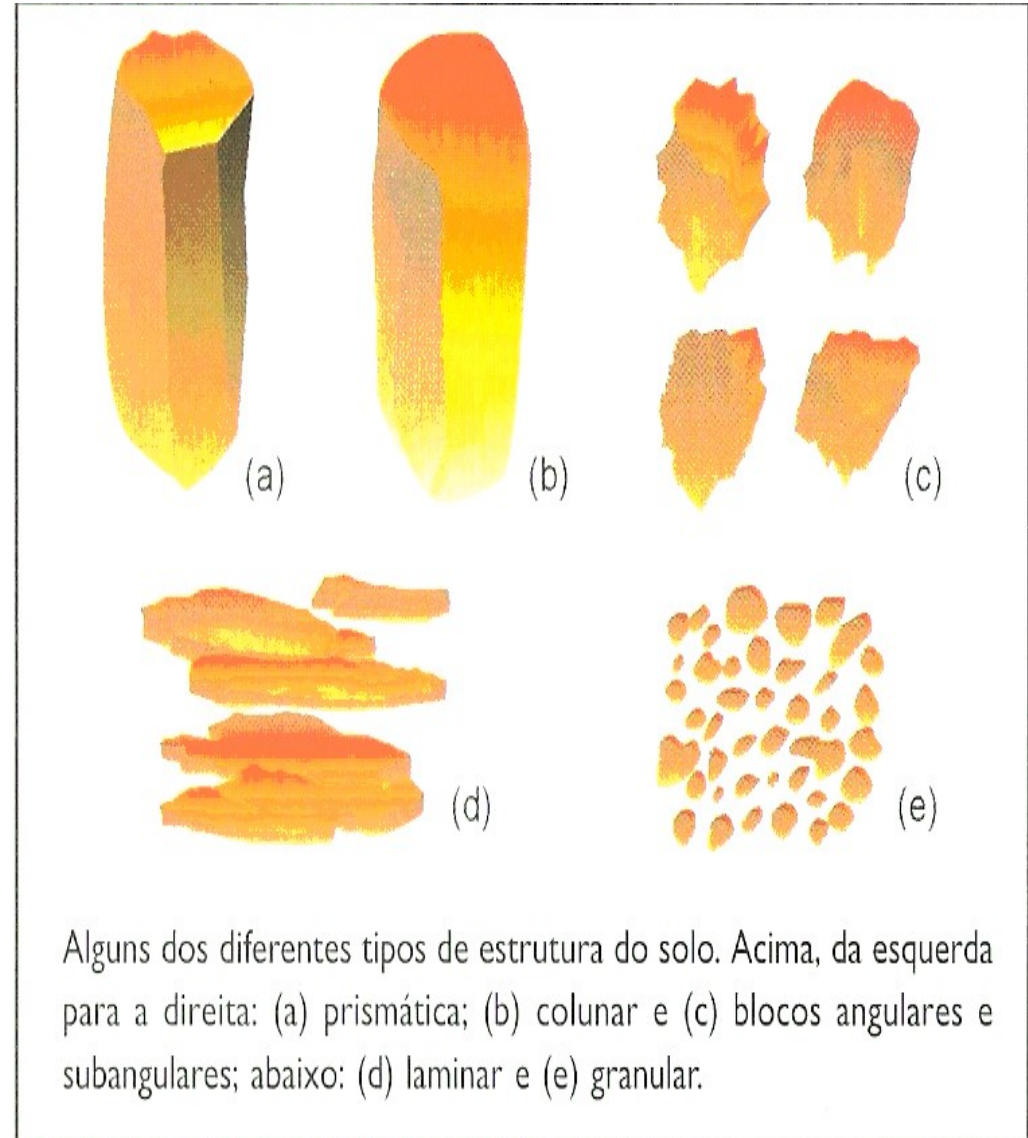 (a)
(b)
(c)
(d)
(e)
Alguns dos diferentes tipos de estrutura do solo. Acima, da esquerda
para a direita: (a) prismática; (b) colunar e (c) blocos angulares e
subangulares; abaixo: (d) laminar e (e) granular.